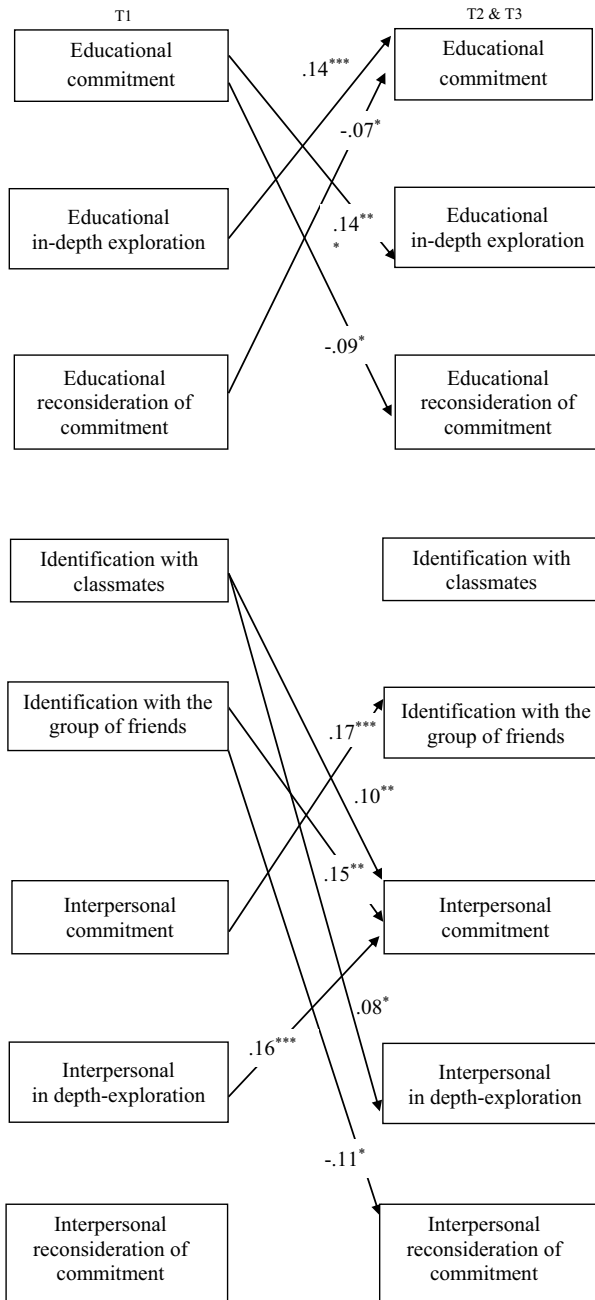 T1
T2 & T3
Educational
commitment
Educational
commitment
.14***
-.07*
Educational
in-depth exploration
Educational
in-depth exploration
.14**
*
-.09*
Educational
reconsideration of
commitment
Educational
reconsideration of
commitment
Identification with
classmates
Identification with
classmates
Identification with the
group of friends
Identification with the
group of friends
.17***
.10**
.15**
Interpersonal
commitment
Interpersonal
commitment
.08*
.16***
Interpersonal
in depth-exploration
Interpersonal
in depth-exploration
-.11*
Interpersonal
reconsideration of
commitment
Interpersonal
reconsideration of
commitment